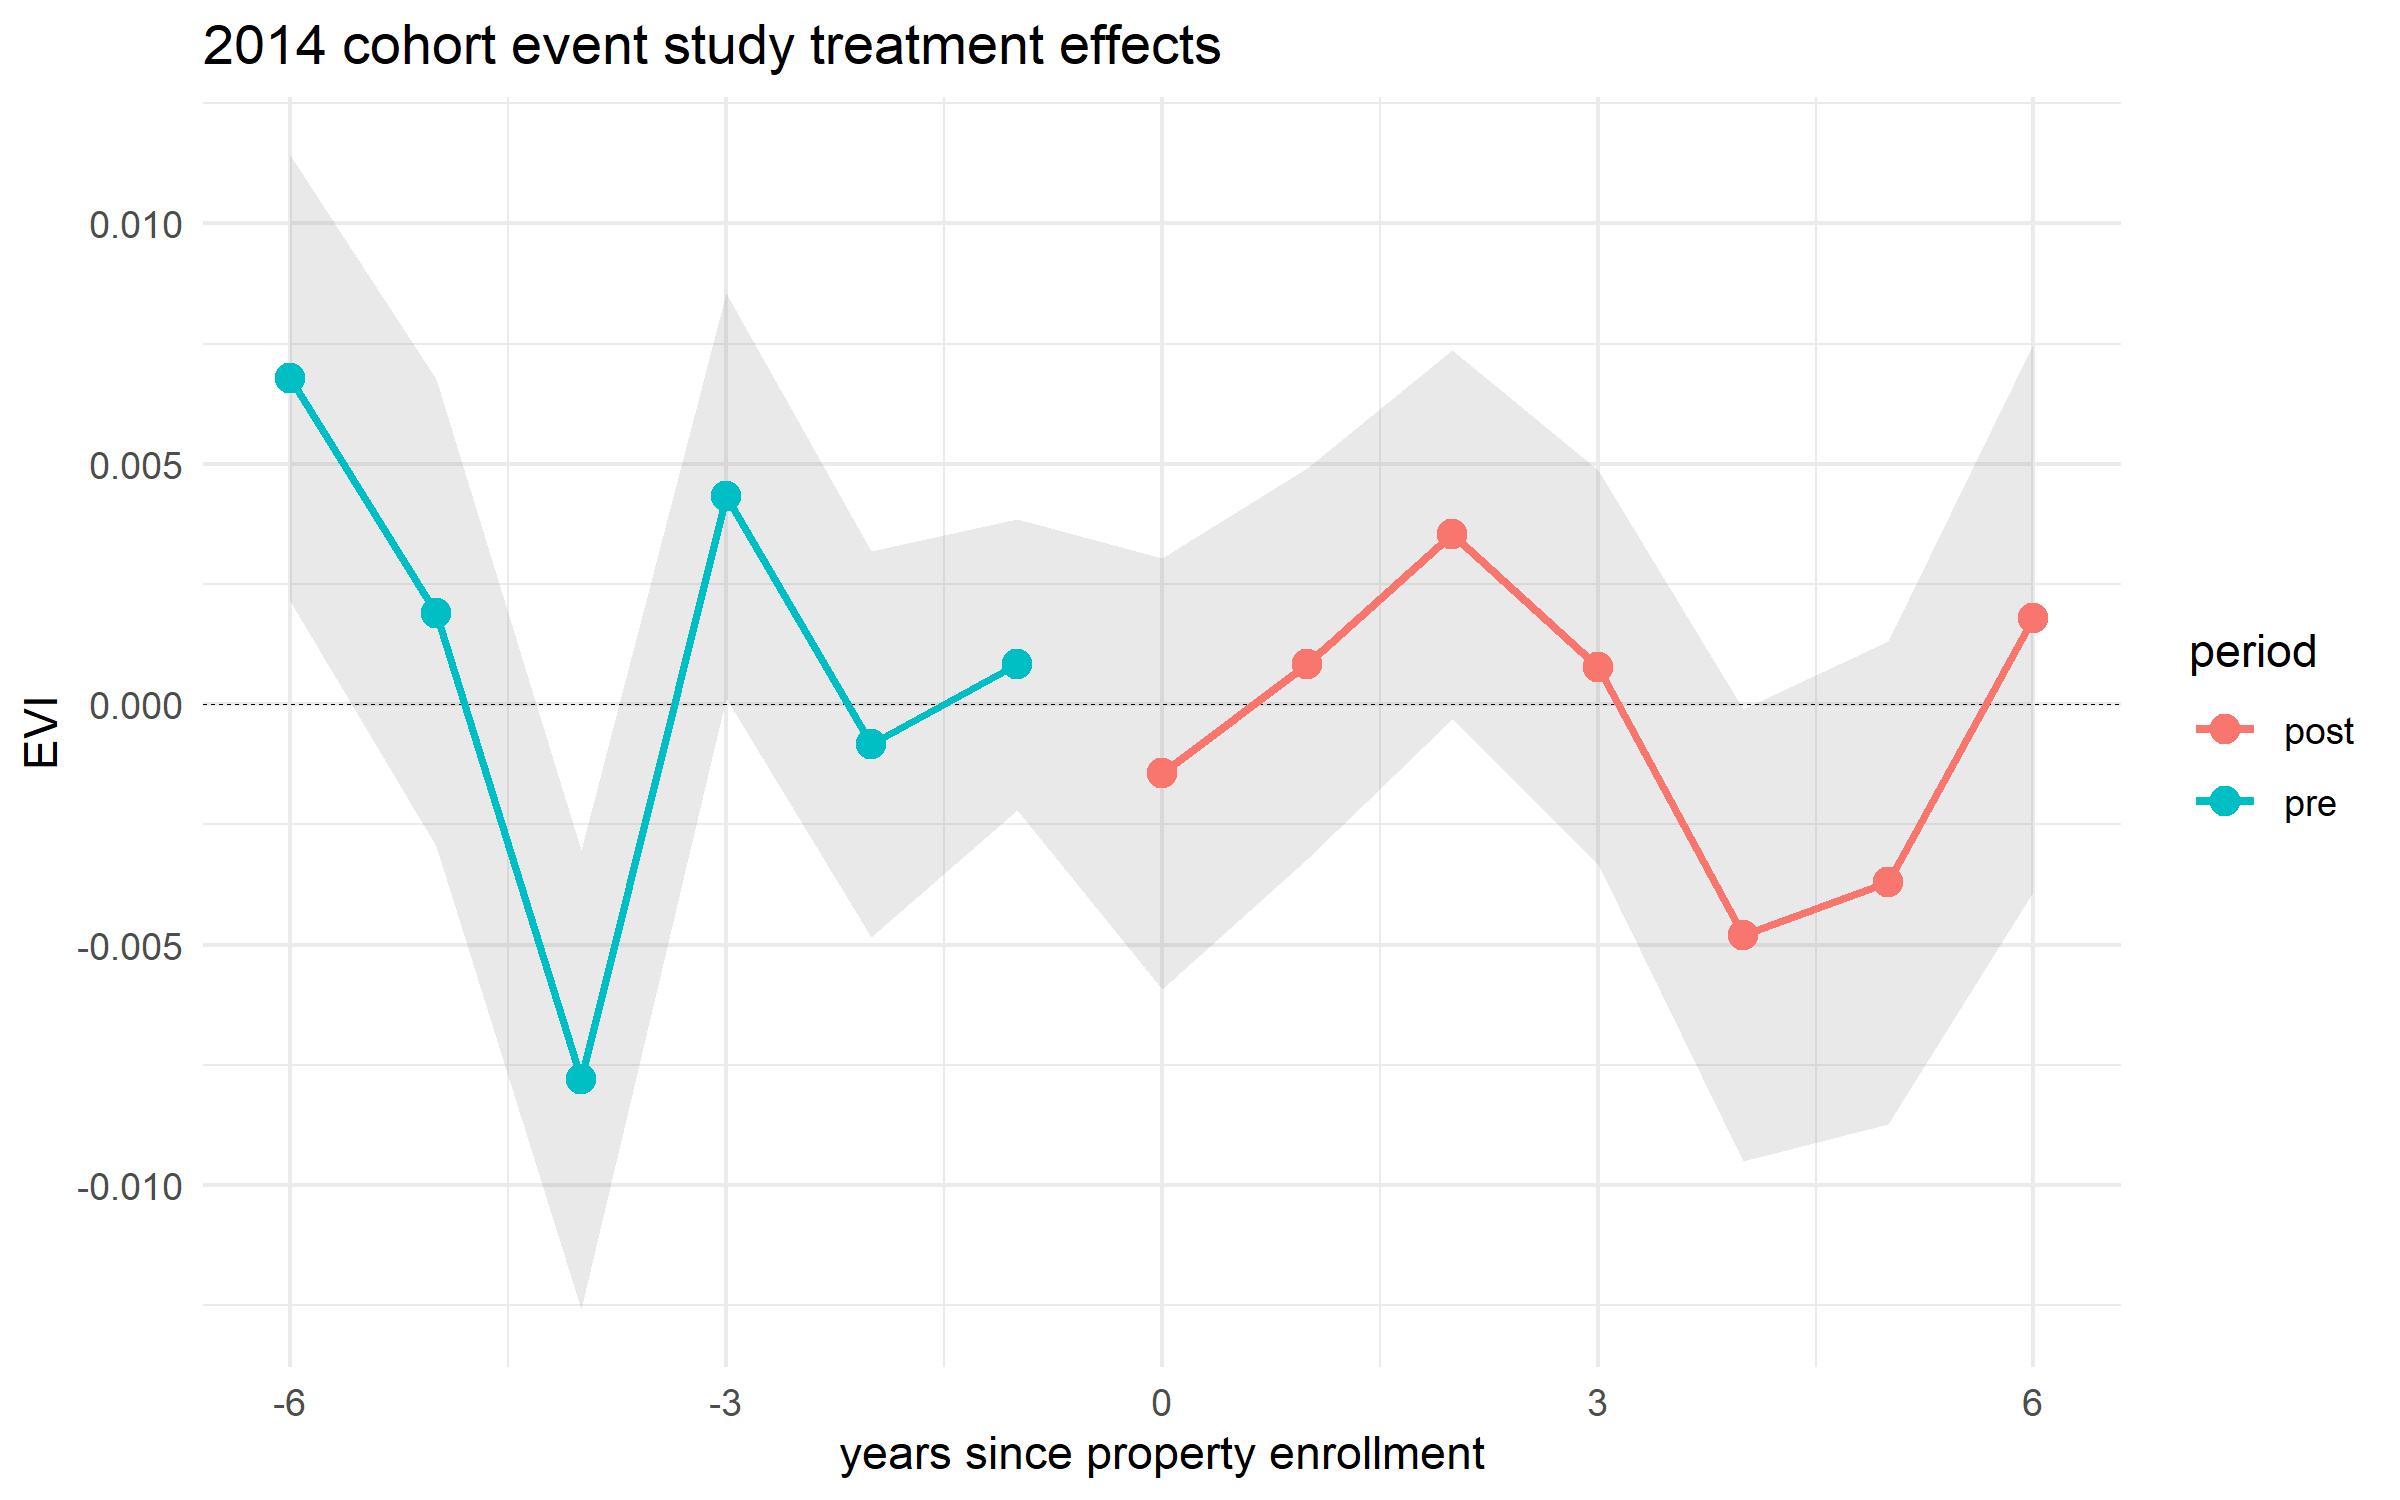 2014 cohort event study treatment effects
0.010
0.005
0.000
-0.005
-0.010
EVI
-6 -3 0 3 6
years since property enrollment
period
post
pre